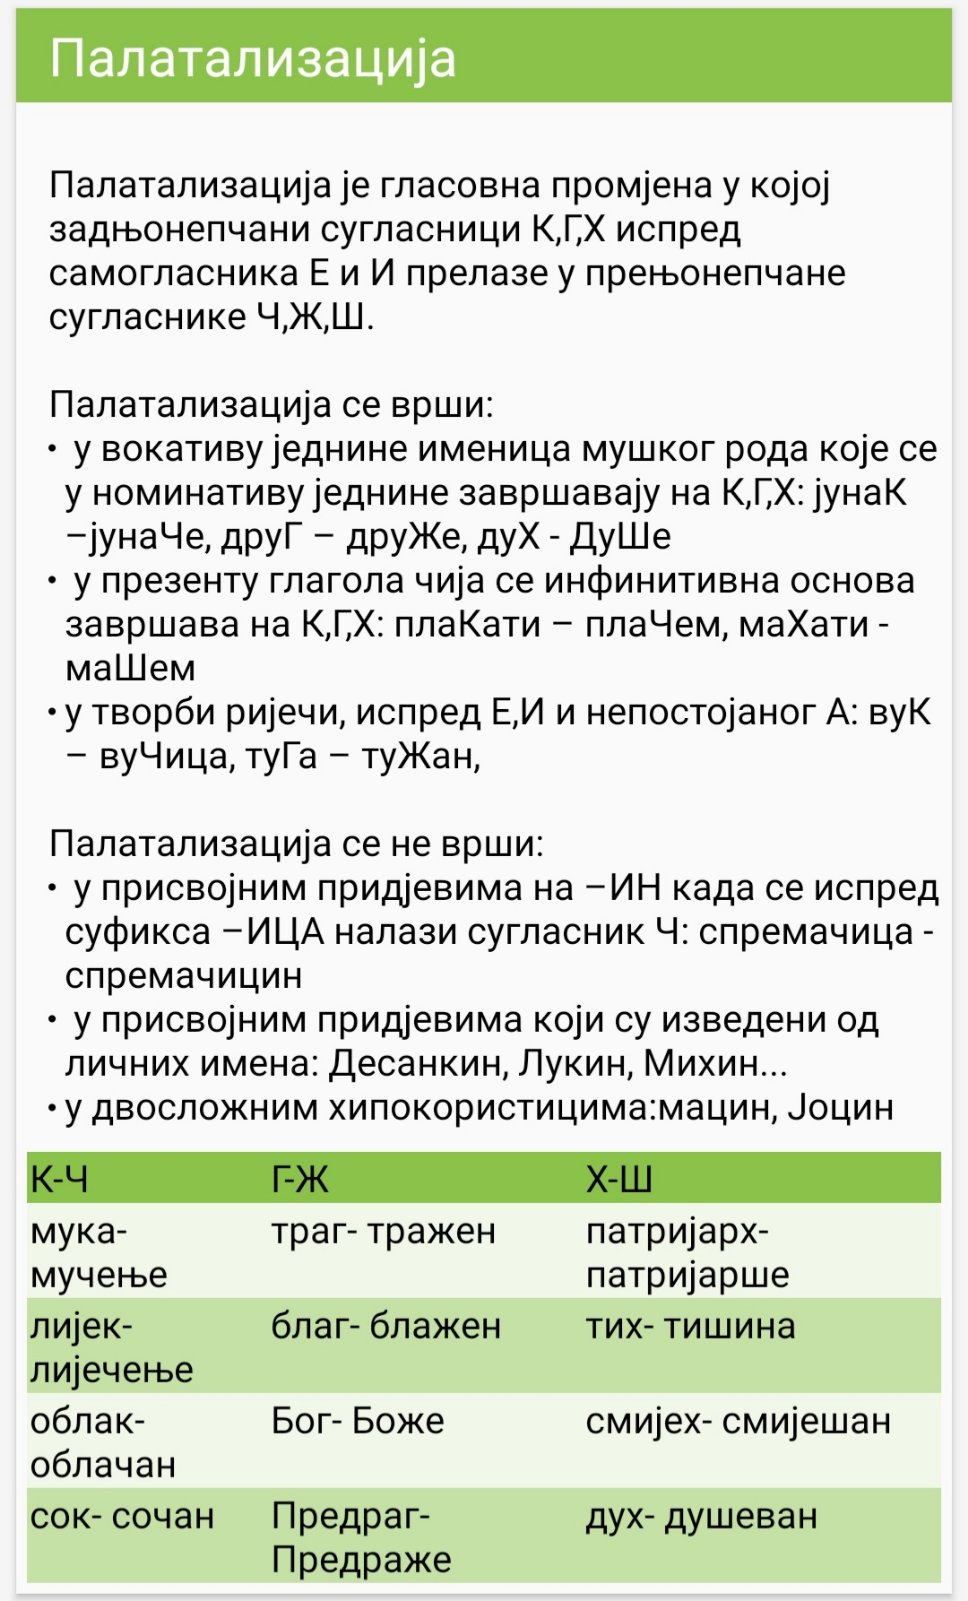 Палатализација
Палатализација је гласовна промјена у којој
задњонепчани сугласници К,Г,Х испред
самогласника Е и И прелазе у прењонепчане
сугласнике Ч,Ж,Ш.
Палатализација се врши:
• у вокативу једнине именица мушког рода које се
у номинативу једнине завршавају на К,Г,Х: јунаК
–јунаЧе, друГ – друЖе, дуХ - ДуШе
• у презенту глагола чија се инфинитивна основа
завршава на К,Г,Х: плаКати – плаЧем, маХати -
маШем
• у творби ријечи, испред Е,И и непостојаног А: вуК
– вуЧица, туГа – туЖан,
Палатализација се не врши:
• у присвојним придјевима на –ИН када се испред
суфикса –ИЦА налази сугласник Ч: спремачица -
спремачицин
• у присвојним придјевима који су изведени од
личних имена: Десанкин, Лукин, Михин...
• у двосложним хипокористицима:мацин, Јоцин
К-Ч Г-Ж Х-Ш
мука- траг- тражен патријарх-
мучење патријарше
лијек- благ- блажен тих- тишина
лијечење
облак- Бог- Боже смијех- смијешан
облачан
сок- сочан Предраг- дух- душеван
Предраже